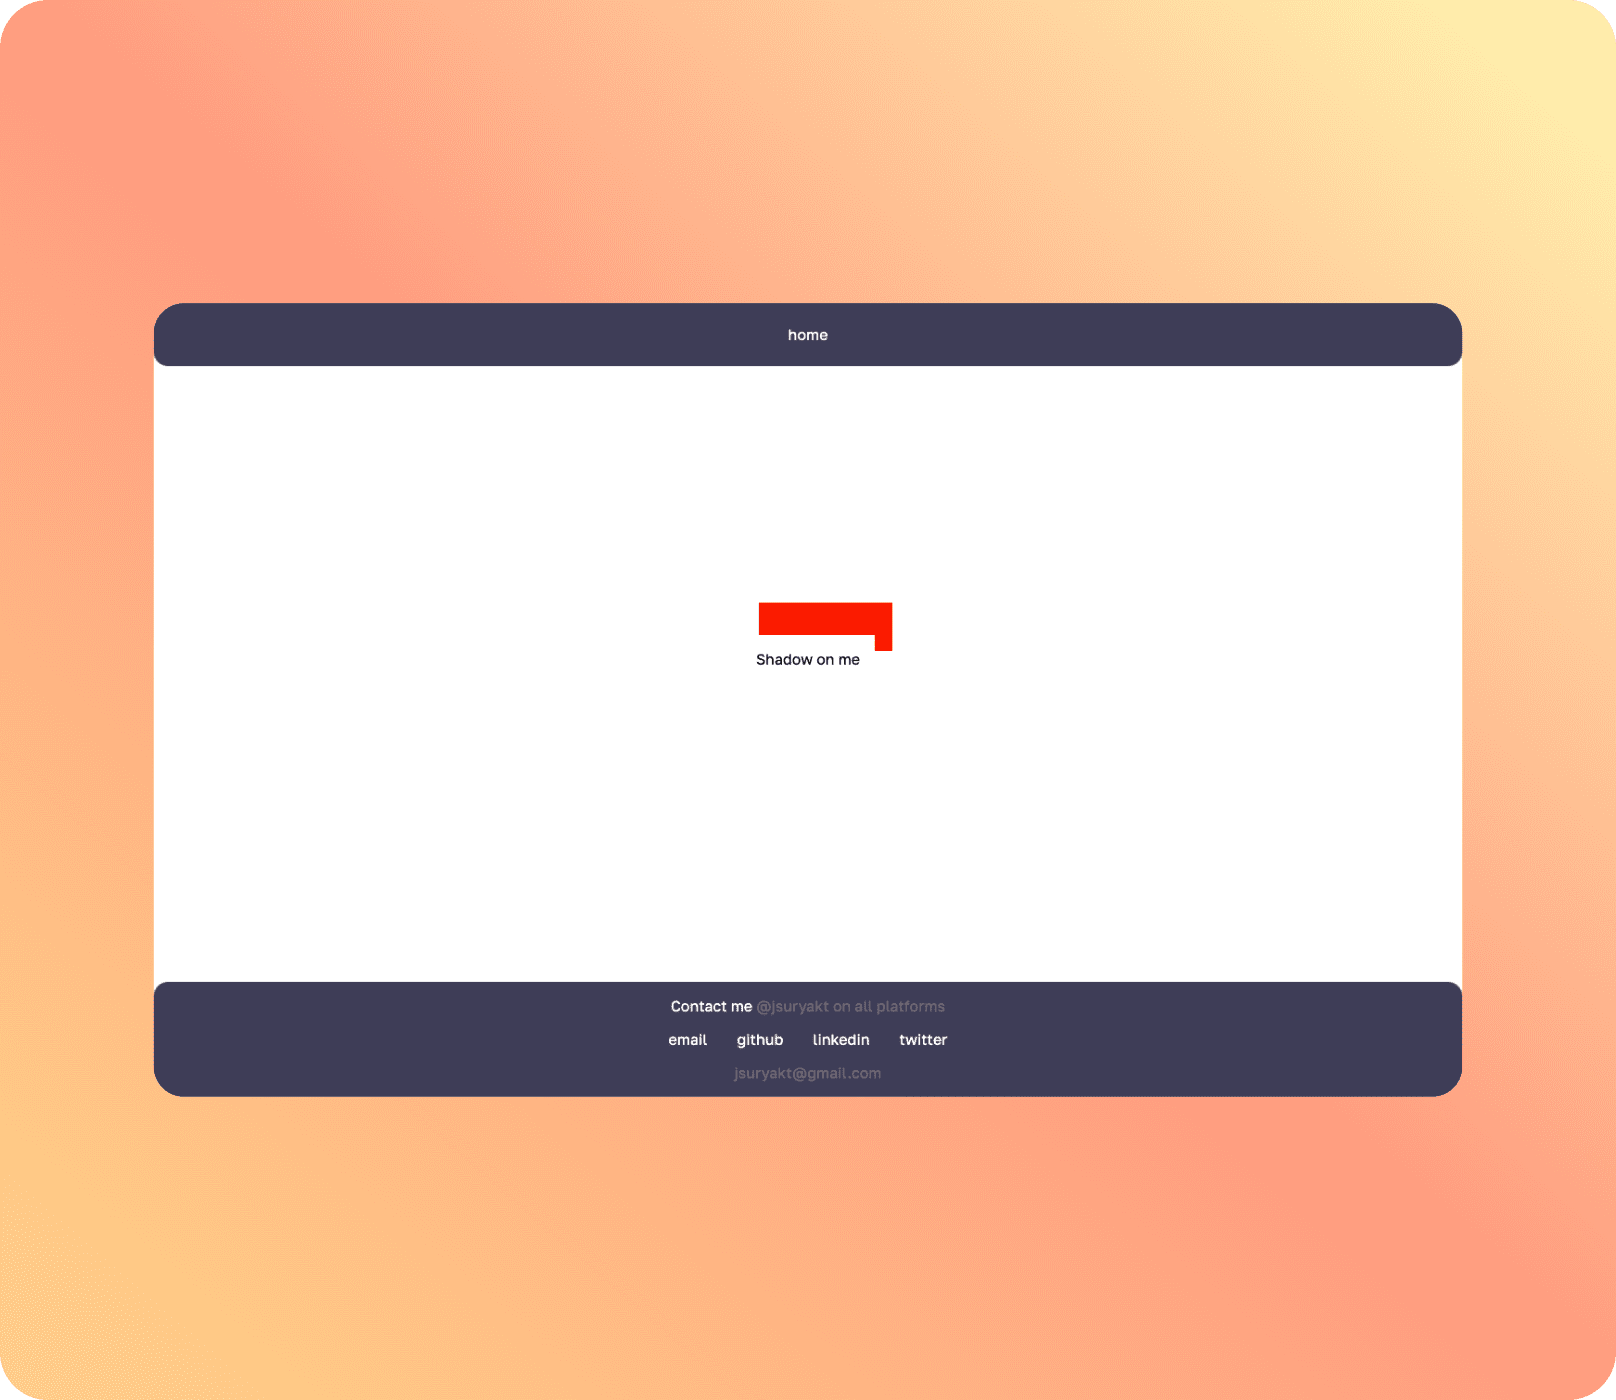 home
Shadow on me
Contact me @jsuryakt on all platforms
email github linkedin twitter
jsuryakt@gmail.com